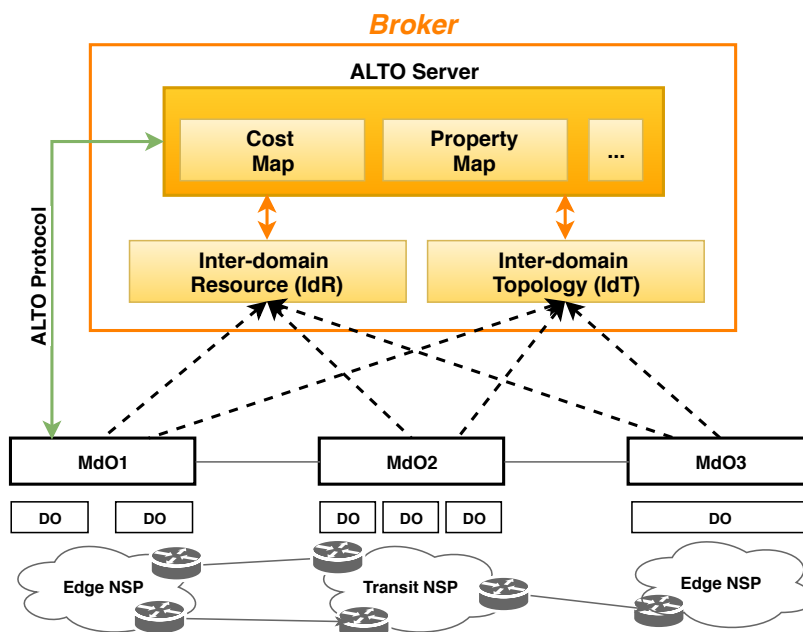 Broker
ALTO Server
Cost
Map
Property
Map
...
Inter-domain
Resource (IdR)
Inter-domain
Topology (IdT)
ALTO Protocol
MdO1
MdO2
MdO3
DO
DO
DO
DO
DO
DO
Edge NSP
Transit NSP
Edge NSP